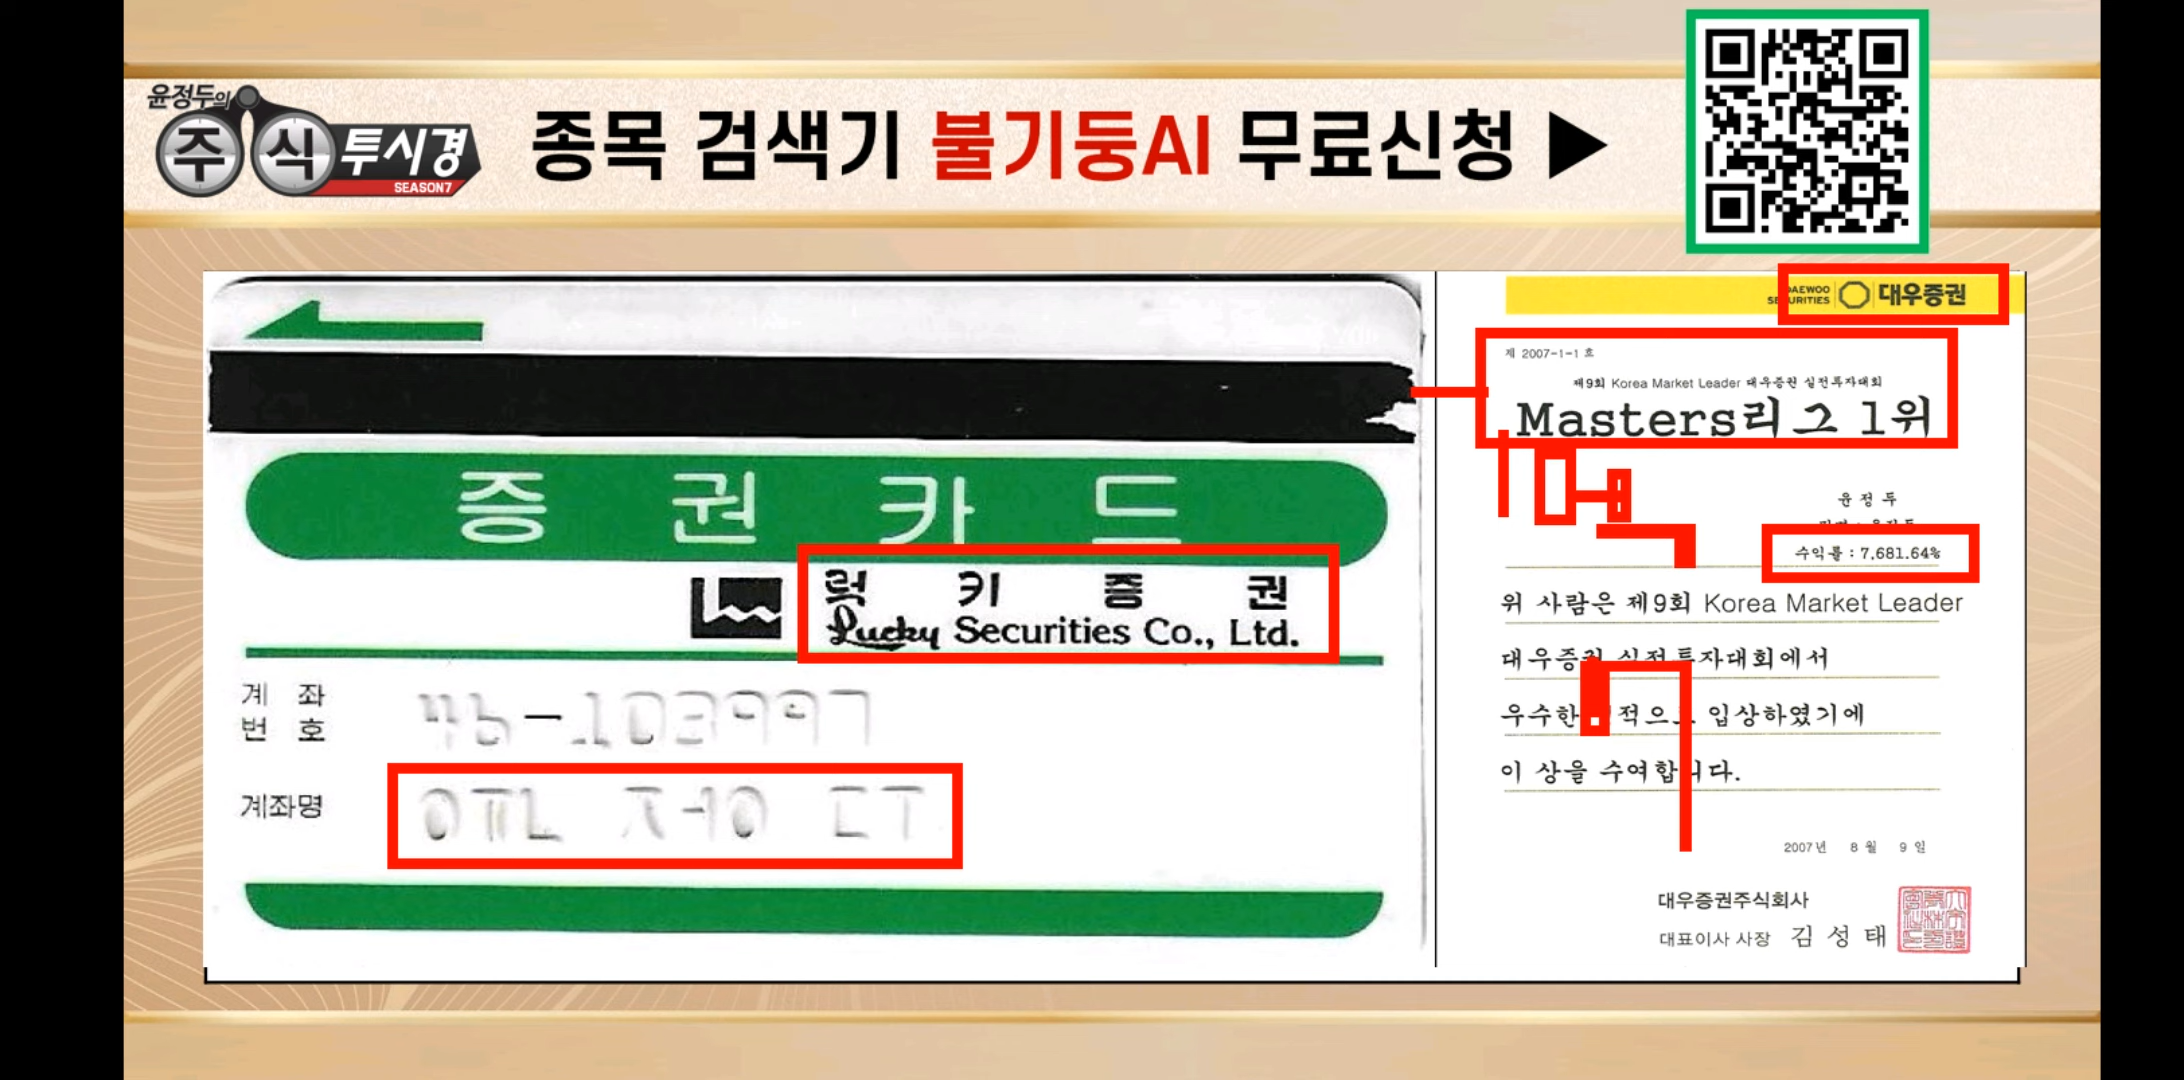 윤정두의
주식투시경
SEASON7
종목 검색기 불기둥AI 무료신청 ▶
증권카드
럭키증권
Lucky Securities Co., Ltd.
계좌
번호
46-103997
계좌명
DAEWOO
SECURITIES
대우증권
제 2007-1-1 호
제9회 Korea Market Leader 대우증권 실전투자대회
Masters리그 1위
윤정두
수익률 : 7,681.64%
위 사람은 제9회 Korea Market Leader
대우증권 실전투자대회에서
우수한 적으로 입상하였기에
이 상을 수여합니다.
2007년 8월 9일
대우증권주식회사
대표이사 사장 김성태